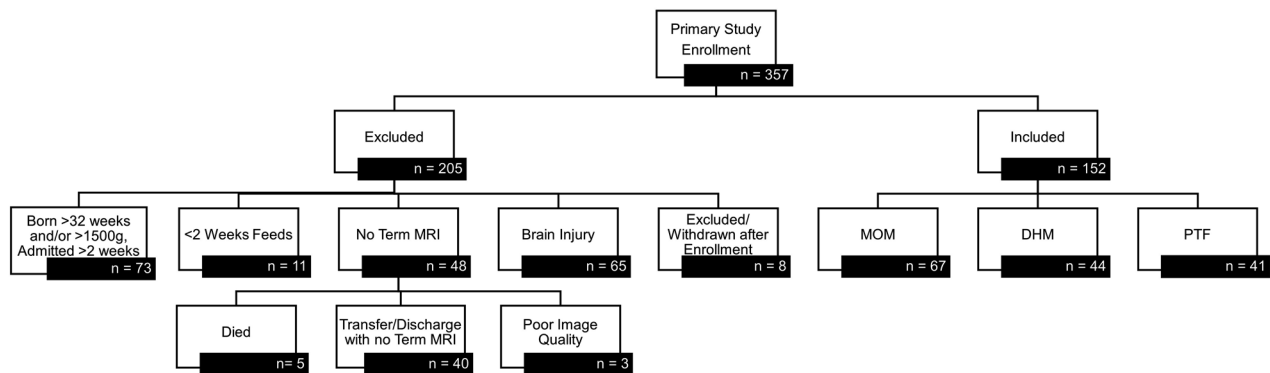 Primary Study
Enrollment
n = 357
Excluded
n = 205
Included
n = 152
Born >32 weeks
and/or >1500g,
Admitted >2 weeks
n = 73
<2 Weeks Feeds
n = 11
No Term MRI
n = 48
Brain Injury
n = 65
Excluded/
Withdrawn after
Enrollment
n = 8
MOM
n = 67
DHM
n = 44
PTF
n = 41
Died
n= 5
Transfer/Discharge
with no Term MRI
n = 40
Poor Image
Quality
n = 3